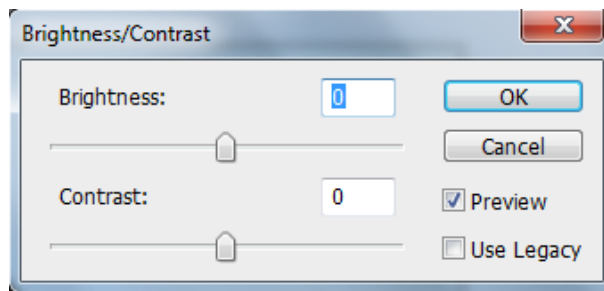 Brightness/Contrast
Brightness: 0
OK
Cancel
Contrast: 0
Preview
Use Legacy